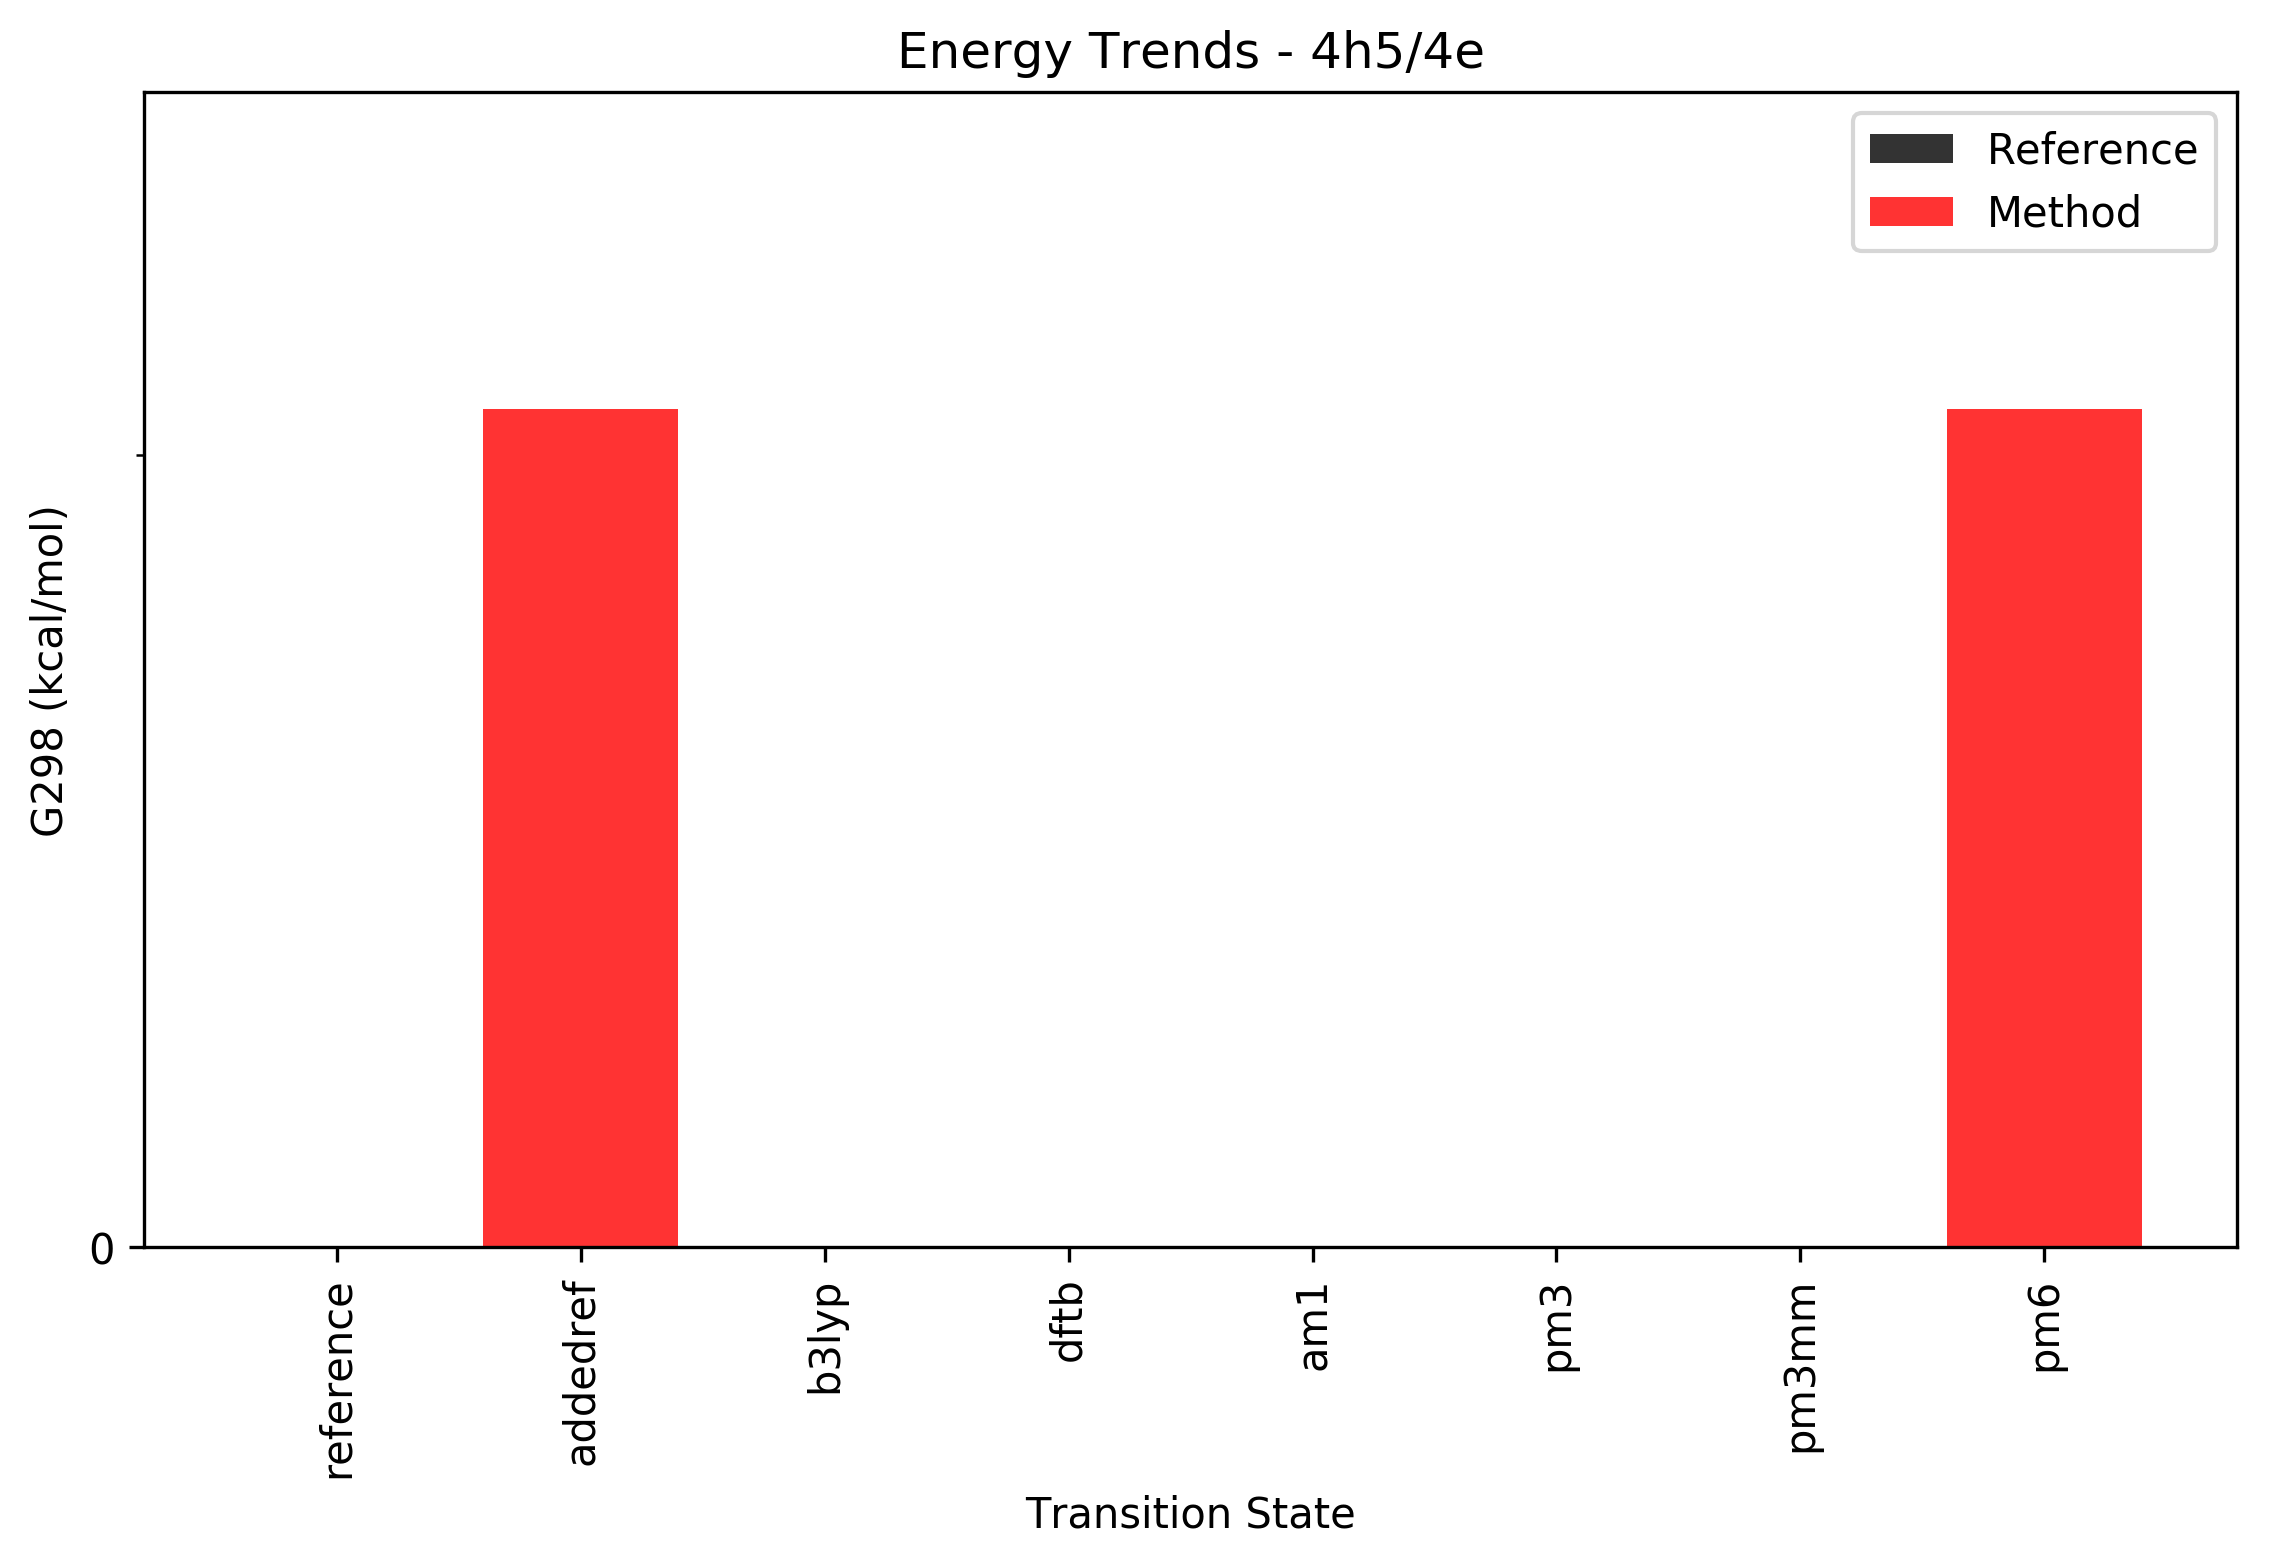 Energy Trends - 4h5/4e
Reference
Method
G298 (kcal/mol)
0
reference
addedref
b3lyp
dftb
am1
pm3
pm3mm
pm6
Transition State